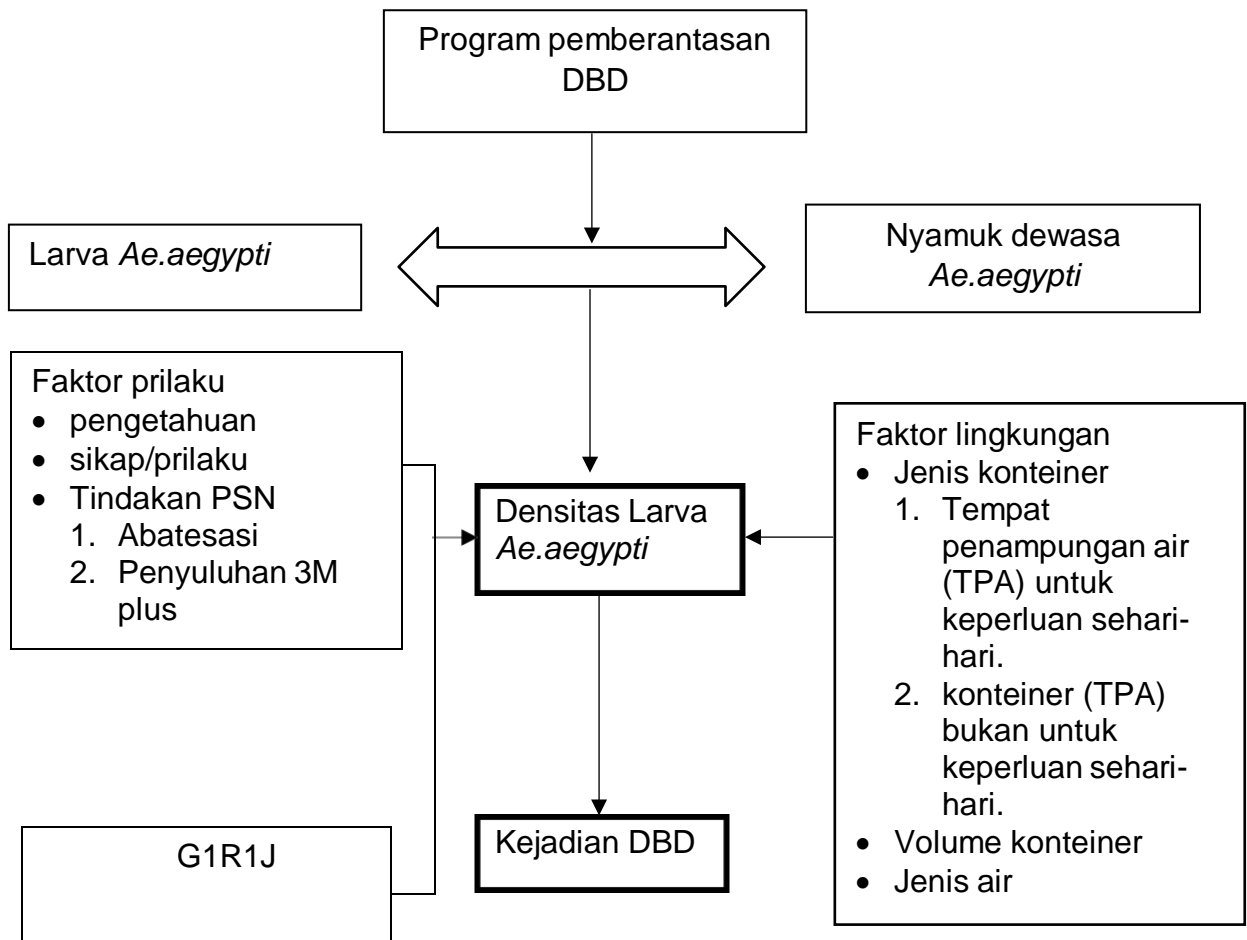 Program pemberantasan
DBD
Larva Ae.aegypti
Nyamuk dewasa
Ae.aegypti
Faktor prilaku
• pengetahuan
• sikap/prilaku
• Tindakan PSN
1. Abatesasi
2. Penyuluhan 3M
plus
Densitas Larva
Ae.aegypti
Faktor lingkungan
• Jenis konteiner
1. Tempat
penampungan air
(TPA) untuk
keperluan sehari-
hari.
2. konteiner (TPA)
bukan untuk
keperluan sehari-
hari.
• Volume konteiner
• Jenis air
G1R1J
Kejadian DBD